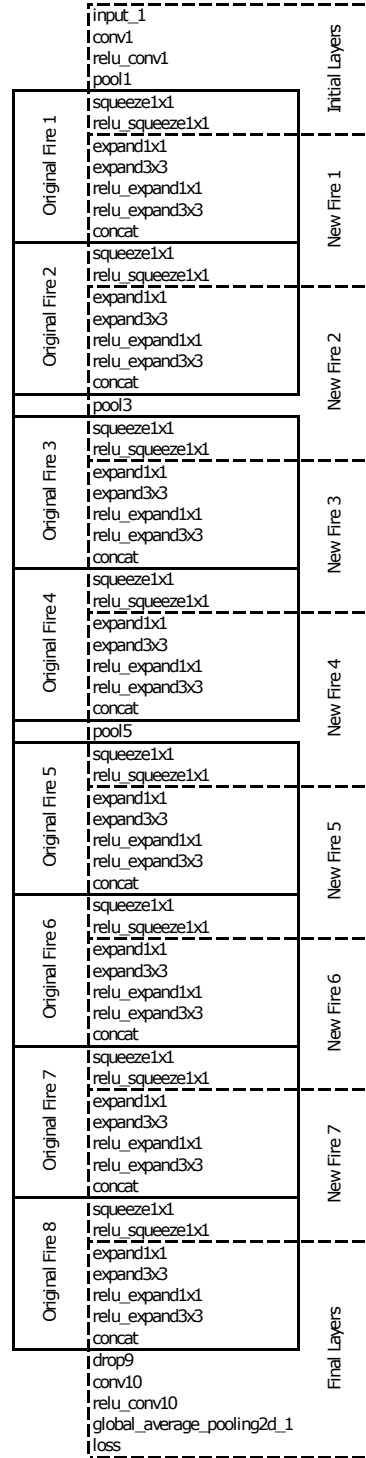 input_1
conv1
relu_conv1
pool1
Initial Layers
Original Fire 1
squeeze1x1
relu_squeeze1x1
expand1x1
expand3x3
relu_expand1x1
relu_expand3x3
concat
New Fire 1
Original Fire 2
squeeze1x1
relu_squeeze1x1
expand1x1
expand3x3
relu_expand1x1
relu_expand3x3
concat
New Fire 2
pool3
Original Fire 3
squeeze1x1
relu_squeeze1x1
expand1x1
expand3x3
relu_expand1x1
relu_expand3x3
concat
New Fire 3
Original Fire 4
squeeze1x1
relu_squeeze1x1
expand1x1
expand3x3
relu_expand1x1
relu_expand3x3
concat
New Fire 4
pool5
Original Fire 5
squeeze1x1
relu_squeeze1x1
expand1x1
expand3x3
relu_expand1x1
relu_expand3x3
concat
New Fire 5
Original Fire 6
squeeze1x1
relu_squeeze1x1
expand1x1
expand3x3
relu_expand1x1
relu_expand3x3
concat
New Fire 6
Original Fire 7
squeeze1x1
relu_squeeze1x1
expand1x1
expand3x3
relu_expand1x1
relu_expand3x3
concat
New Fire 7
Original Fire 8
squeeze1x1
relu_squeeze1x1
expand1x1
expand3x3
relu_expand1x1
relu_expand3x3
concat
Final Layers
drop9
conv10
relu_conv10
global_average_pooling2d_1
loss